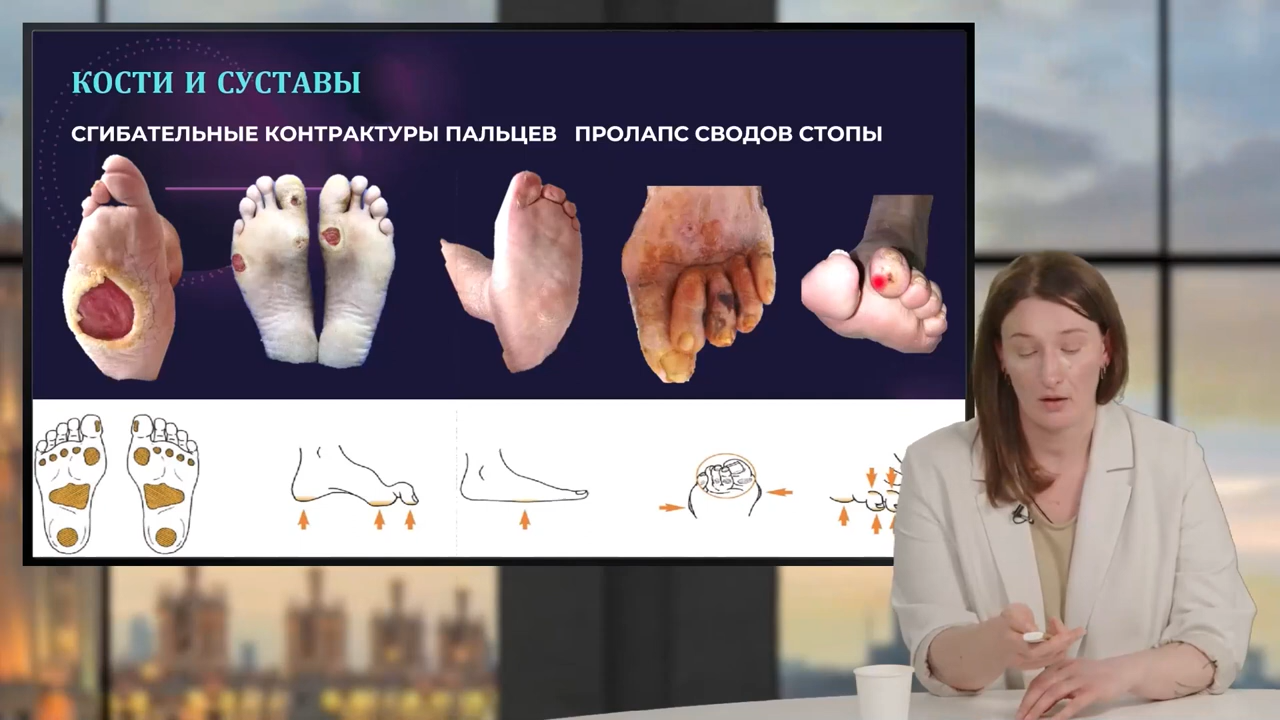 КОСТИ И СУСТАВЫ
СГИБАТЕЛЬНЫЕ КОНТРАКТУРЫ ПАЛЬЦЕВ ПРОЛАПС СВОДОВ СТОПЫ